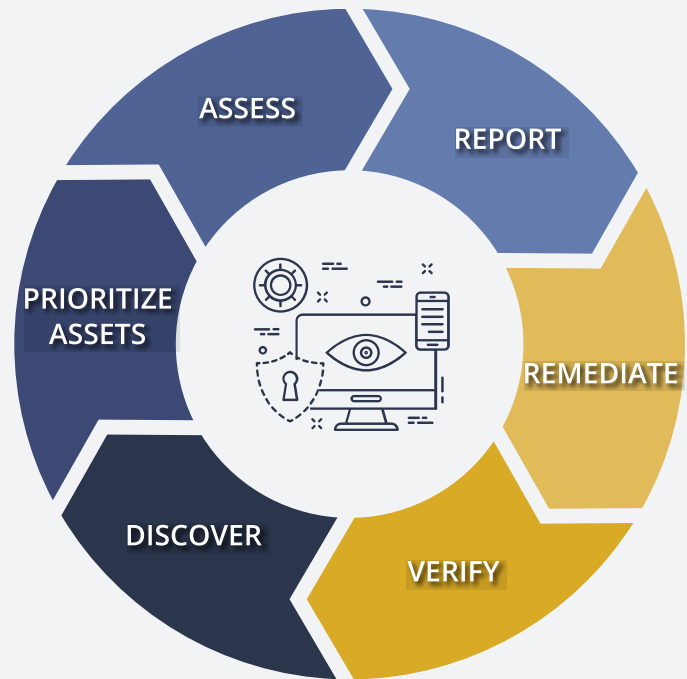 ASSESS
REPORT
PRIORITIZE
ASSETS
REMEDIATE
DISCOVER
VERIFY